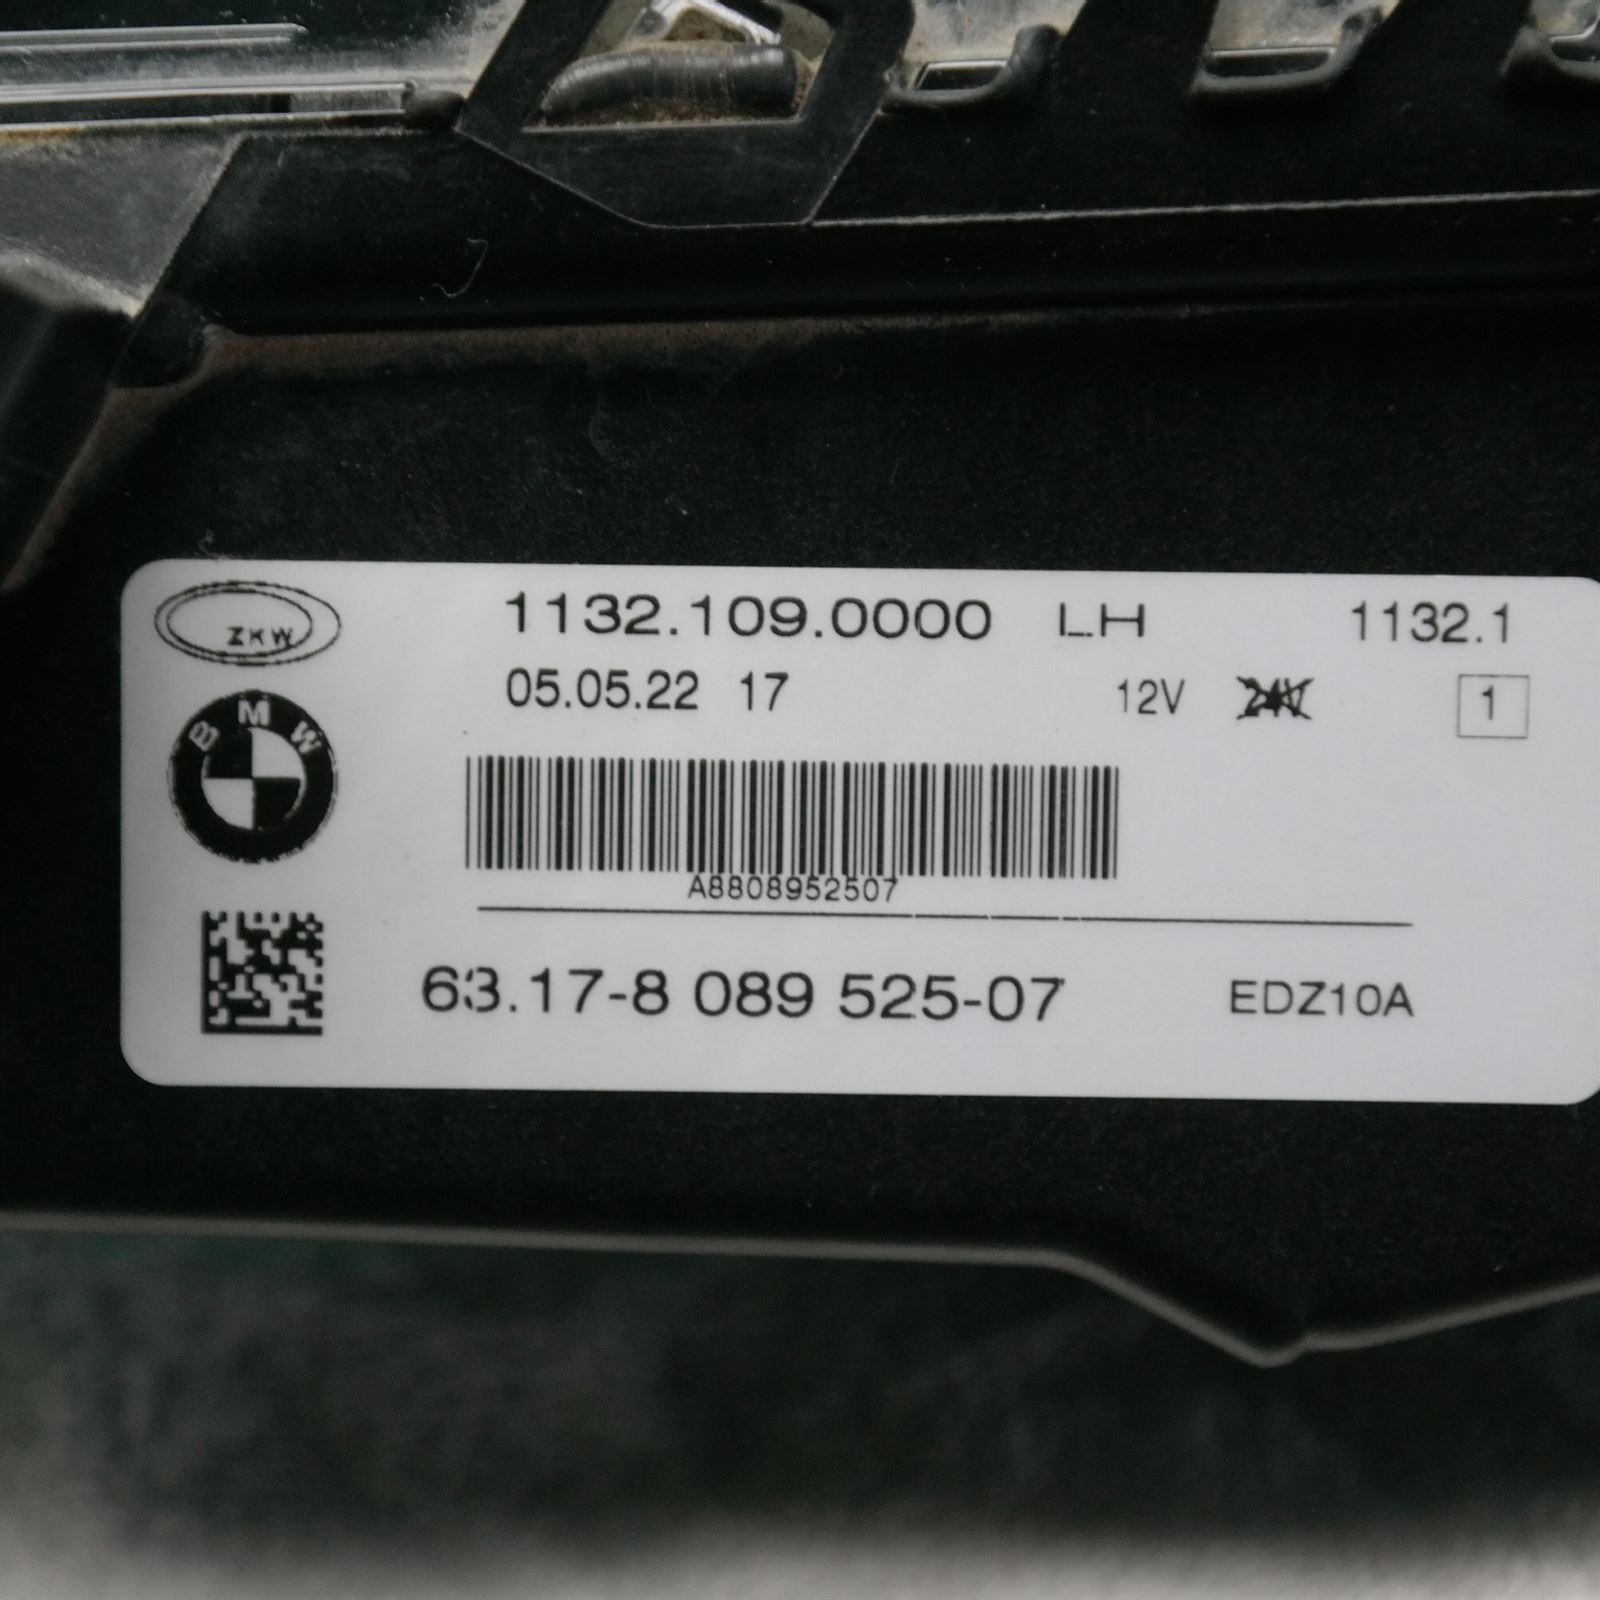 ZKW
1132.109.0000 LH 1132.1
05.05.22 17 12V 24V 1
BMW
A8808952507
63.17-8 089 525-07 EDZ10A